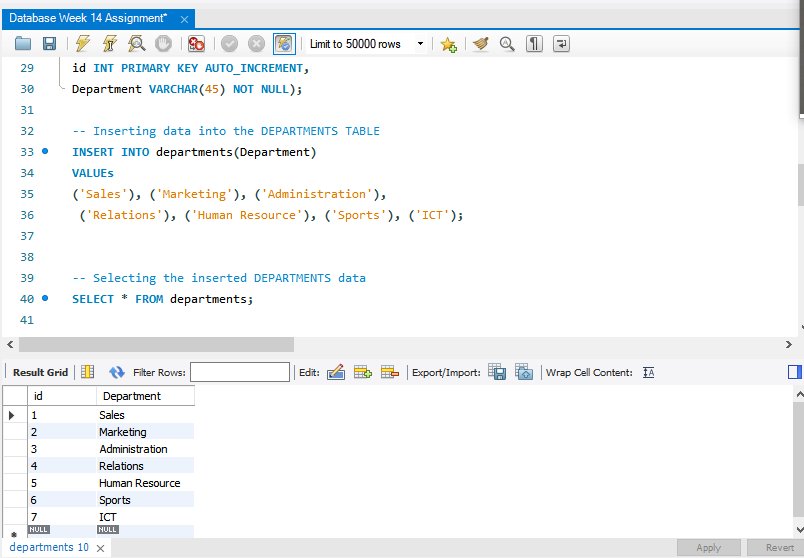 Database Week 14 Assignment*
Limit to 50000 rows
29 id INT PRIMARY KEY AUTO_INCREMENT,
30 Department VARCHAR(45) NOT NULL);
31
32 -- Inserting data into the DEPARTMENTS TABLE
33 INSERT INTO departments(Department)
34 VALUEs
35 ('Sales'), ('Marketing'), ('Administration'),
36 ('Relations'), ('Human Resource'), ('Sports'), ('ICT');
37
38
39 -- Selecting the inserted DEPARTMENTS data
40 SELECT * FROM departments;
41
Result Grid Filter Rows: Edit: Export/Import: Wrap Cell Content: IA
id Department
1 Sales
2 Marketing
3 Administration
4 Relations
5 Human Resource
6 Sports
7 ICT
NULL NULL
departments 10 Apply Revert